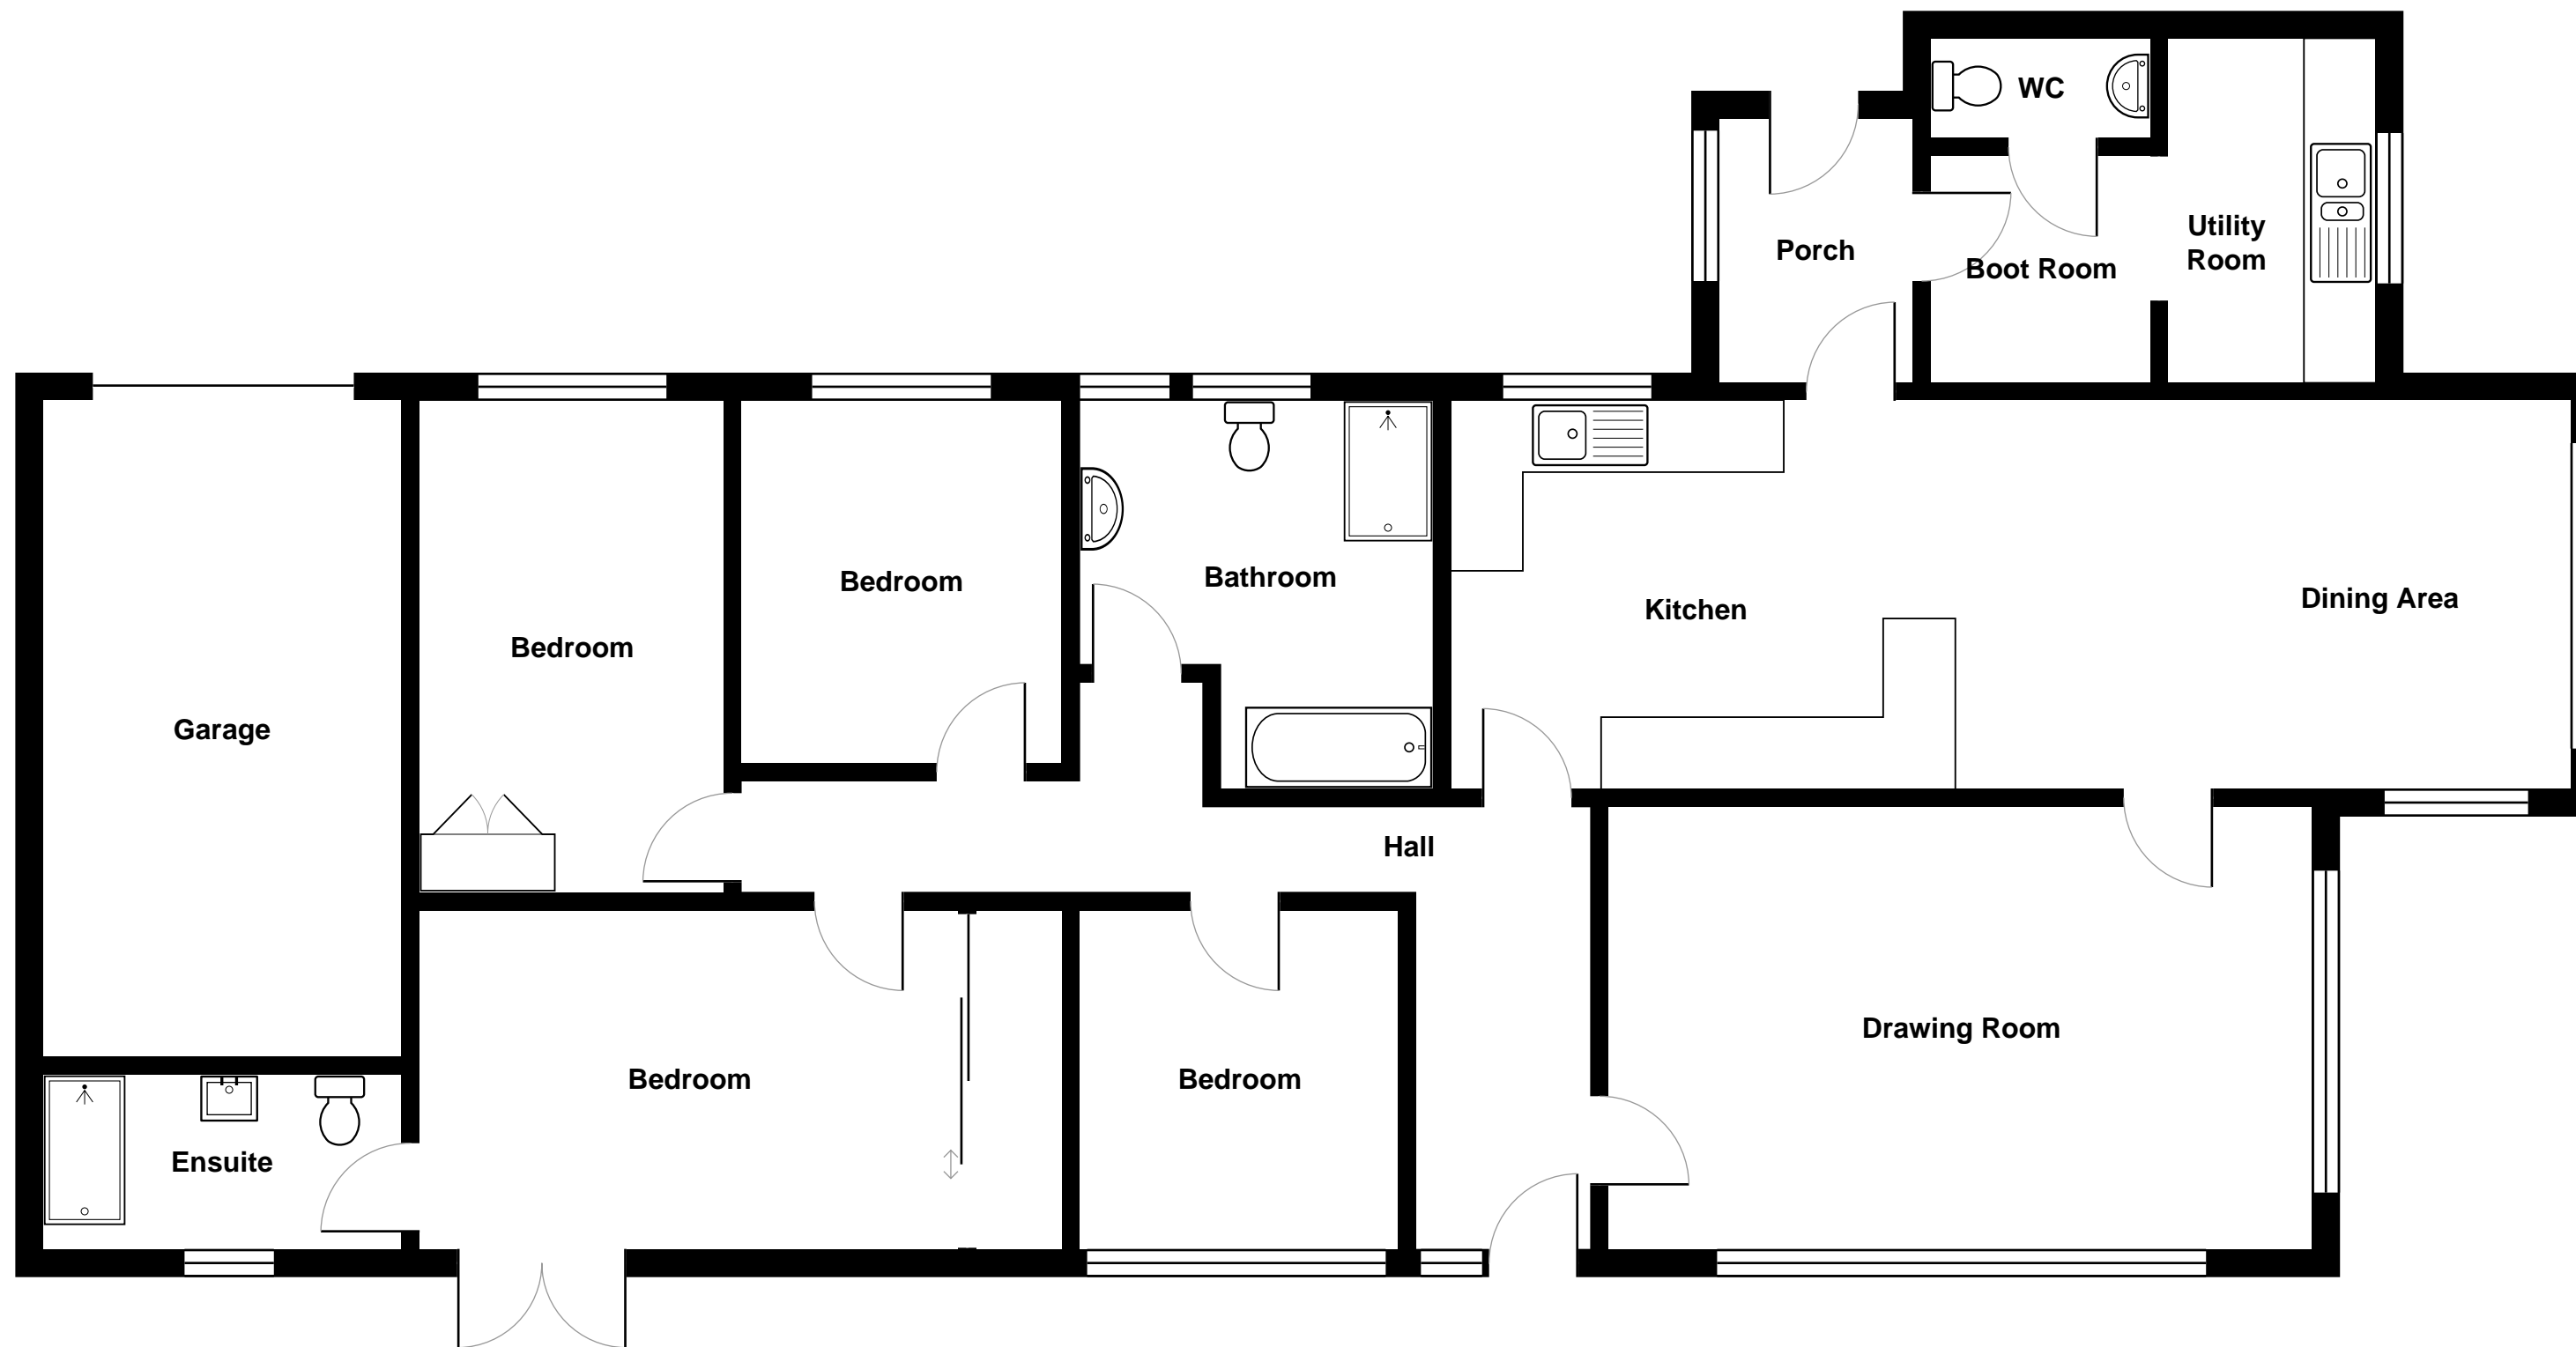 WC
Utility
Room
Porch
Boot Room
Bedroom
Bathroom
Dining Area
Kitchen
Bedroom
Garage
Hall
Drawing Room
Bedroom
Bedroom
Ensuite